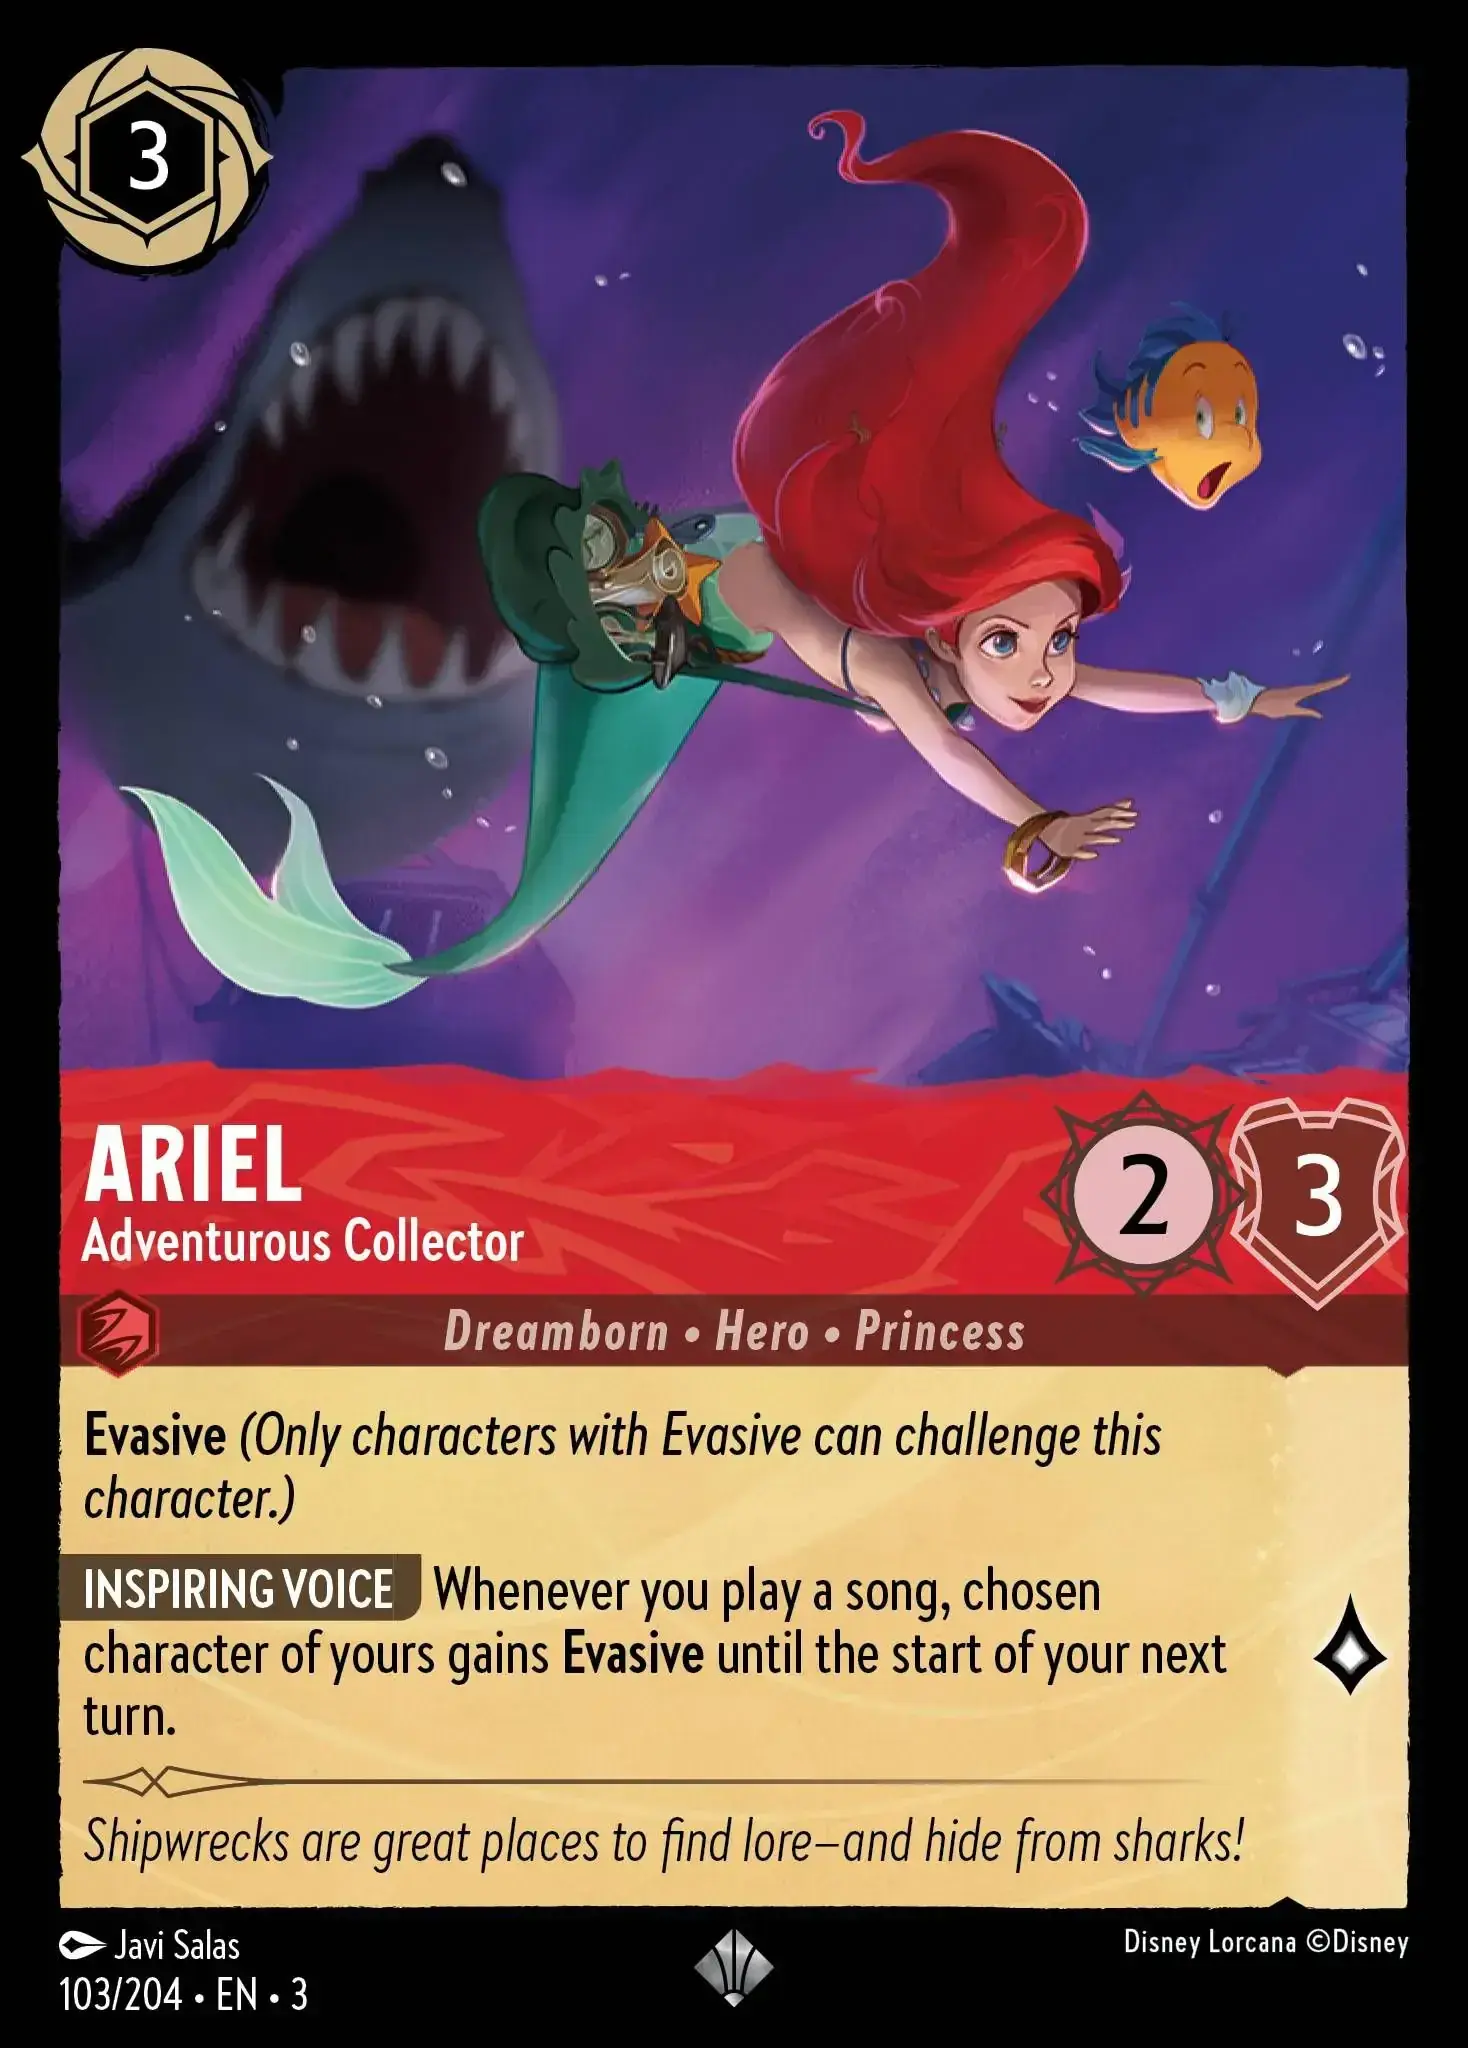 3
ARIEL
Adventurous Collector
2
3
Dreamborn • Hero • Princess
Evasive (Only characters with Evasive can challenge this
character.)
INSPIRING VOICE Whenever you play a song, chosen
character of yours gains Evasive until the start of your next
turn.
Shipwrecks are great places to find lore–and hide from sharks!
Javi Salas
Disney Lorcana ©Disney
103/204 • EN • 3